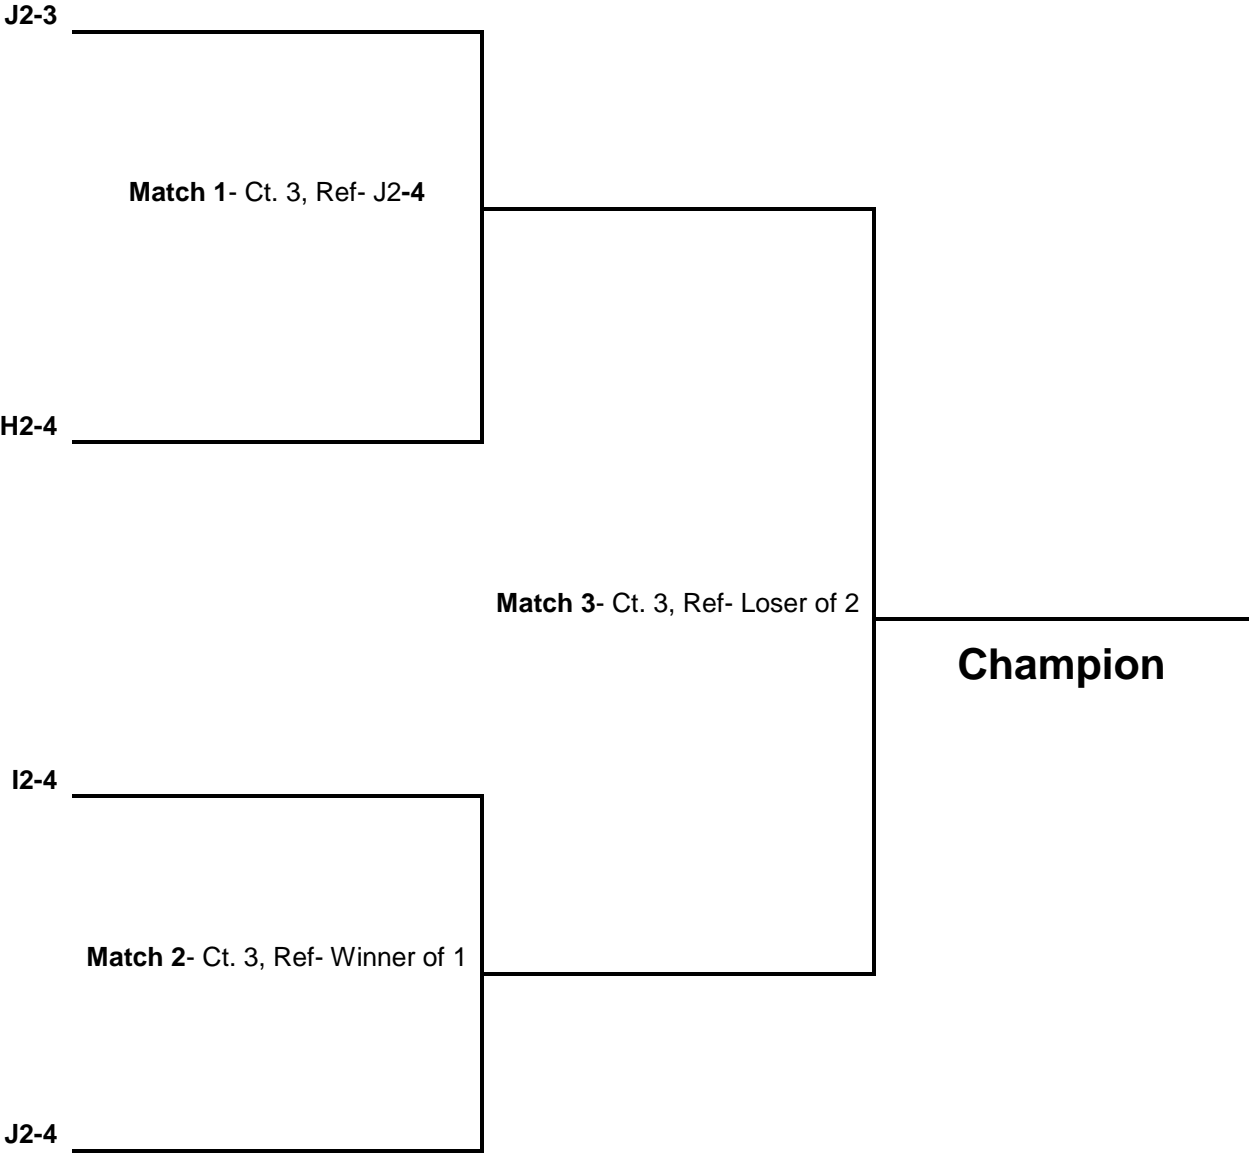 J2-3
Match 1- Ct. 3, Ref- J2-4
H2-4
Match 3- Ct. 3, Ref- Loser of 2
Champion
I2-4
Match 2- Ct. 3, Ref- Winner of 1
J2-4